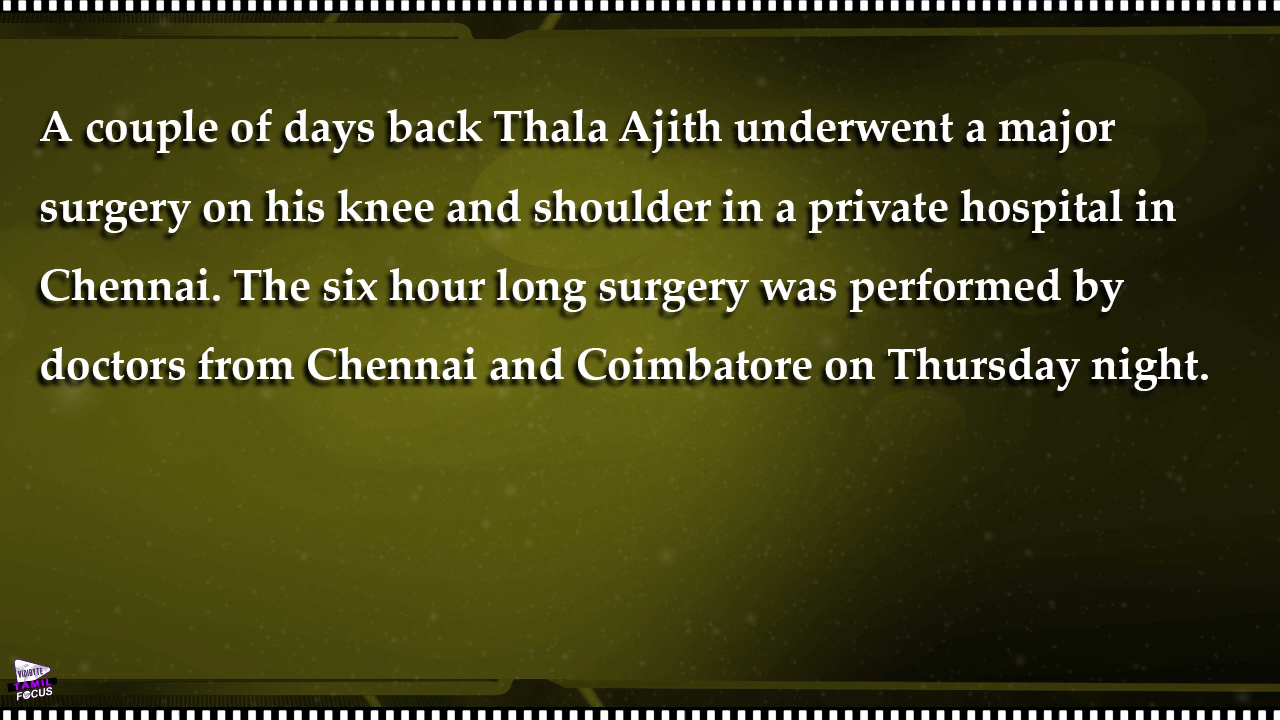 A couple of days back Thala Ajith underwent a major
surgery on his knee and shoulder in a private hospital in
Chennai. The six hour long surgery was performed by
doctors from Chennai and Coimbatore on Thursday night.
VIDIBYTE
TAMIL
FOCUS